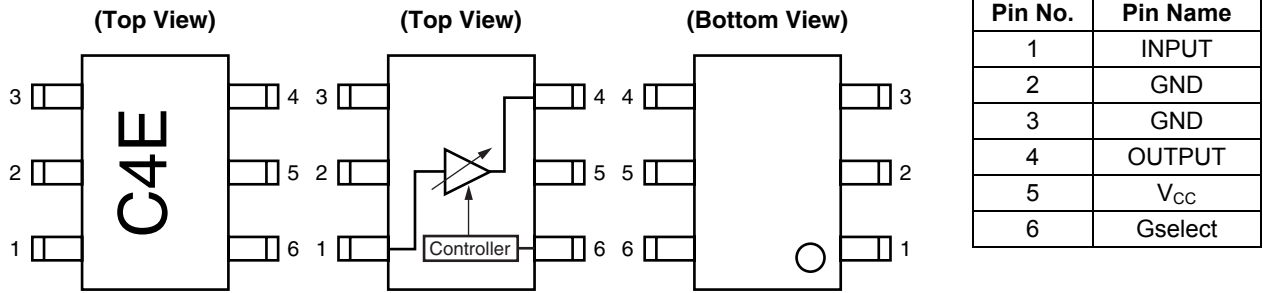 (Top View)
3
4
2
5
1
6
C4E
(Top View)
3
4
2
5
1
6
Controller
(Bottom View)
4
3
5
2
6
1
Pin No. Pin Name
1 INPUT
2 GND
3 GND
4 OUTPUT
5 VCC
6 Gselect